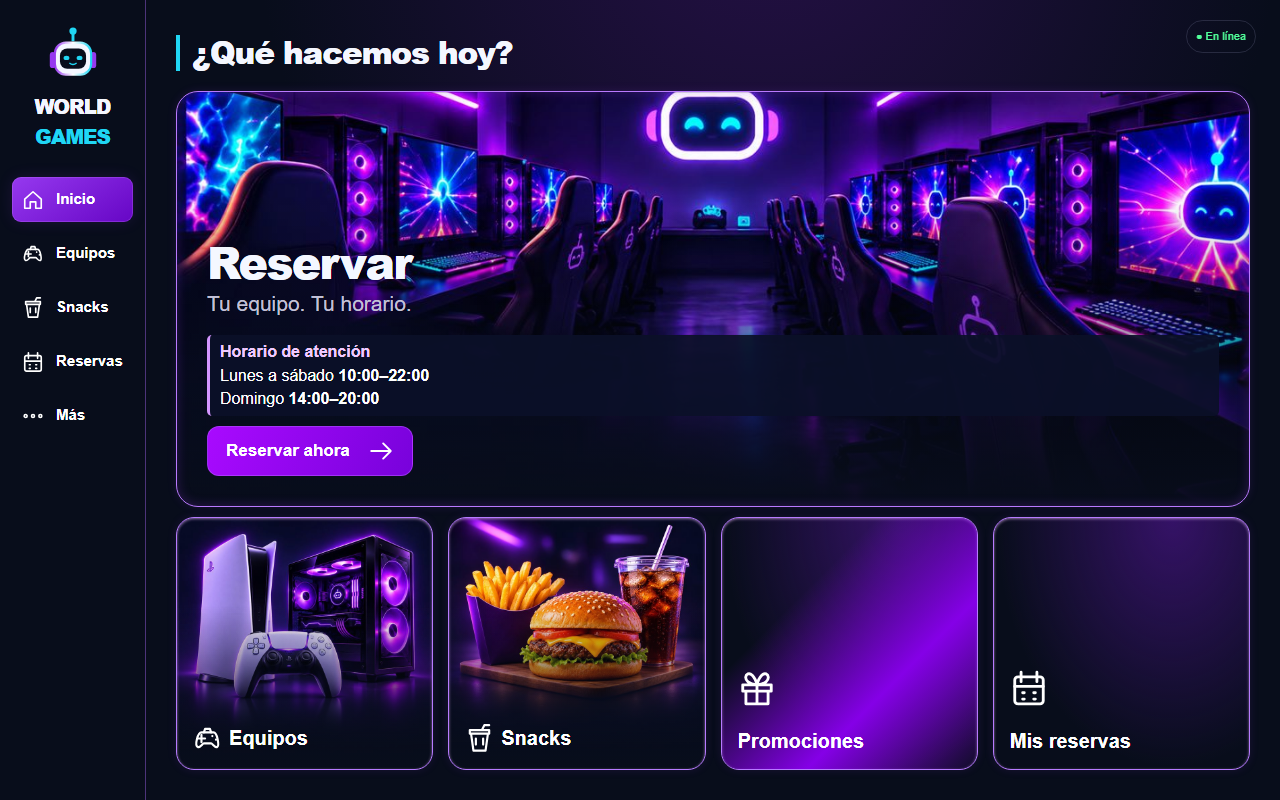 WORLD
GAMES
Inicio
Equipos
Snacks
Reservas
Más
¿Qué hacemos hoy?
En línea
Reservar
Tu equipo. Tu horario.
Horario de atención
Lunes a sábado 10:00–22:00
Domingo 14:00–20:00
Reservar ahora
Equipos
Snacks
Promociones
Mis reservas